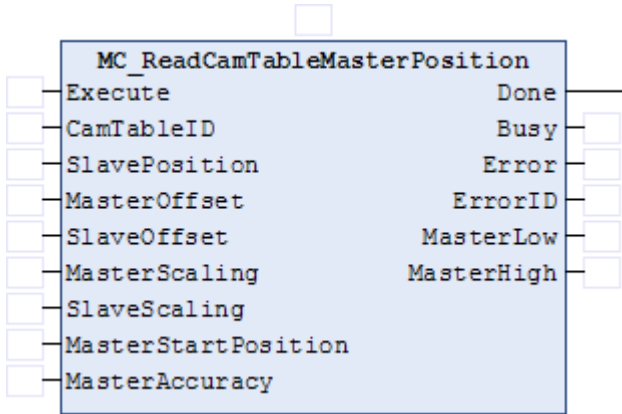 MC_ReadCamTableMasterPosition
Execute Done
CamTableID Busy
SlavePosition Error
MasterOffset ErrorID
SlaveOffset MasterLow
MasterScaling MasterHigh
SlaveScaling
MasterStartPosition
MasterAccuracy